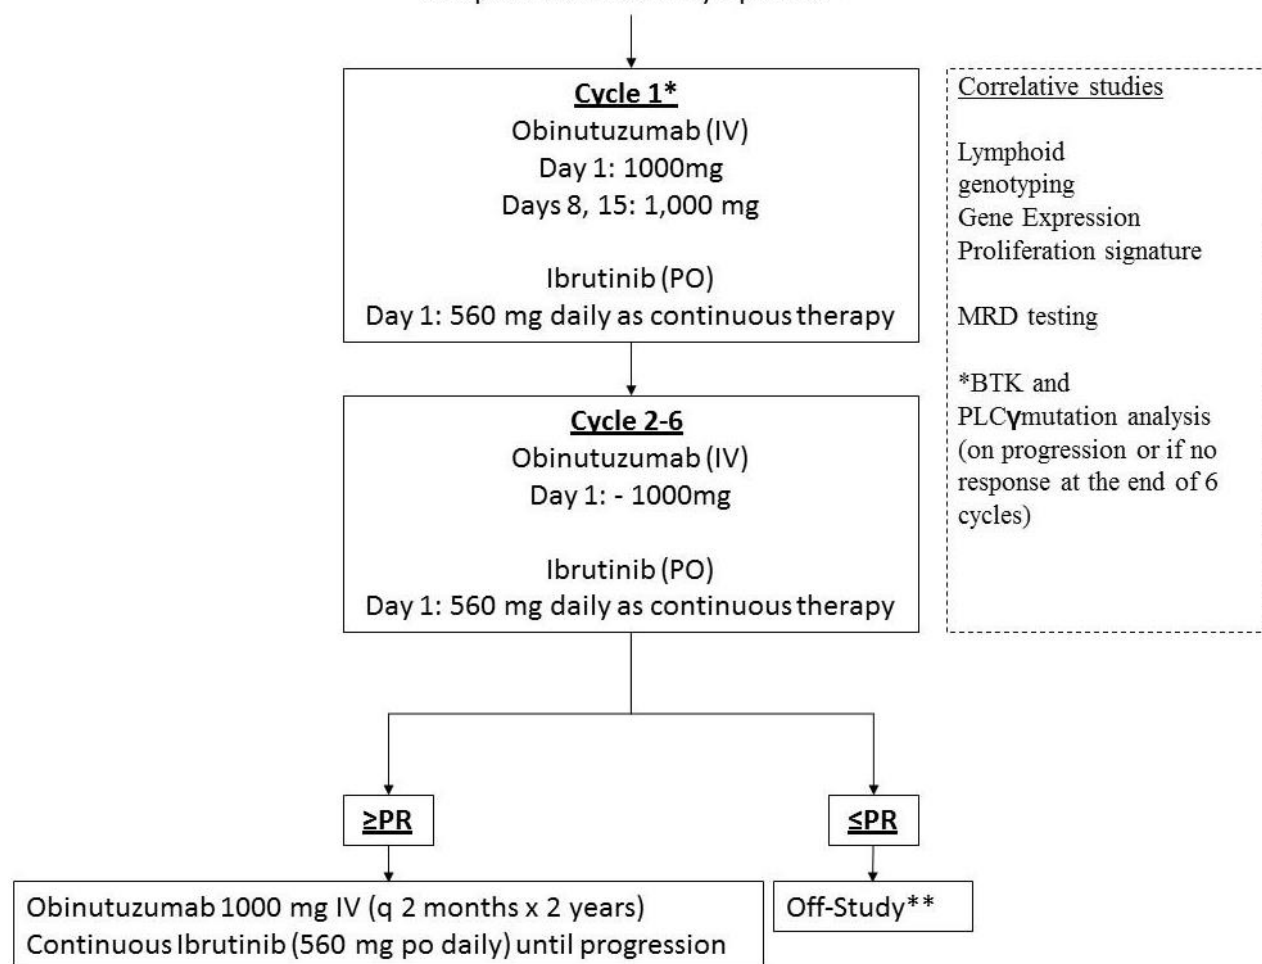 Cycle 1*
Obinutuzumab (IV)
Day 1: 1000mg
Days 8, 15: 1,000 mg
Ibrutinib (PO)
Day 1: 560 mg daily as continuous therapy
Correlative studies
Lymphoid
genotyping
Gene Expression
Proliferation signature
MRD testing
*BTK and
PLCγmutation analysis
(on progression or if no
response at the end of 6
cycles)
Cycle 2-6
Obinutuzumab (IV)
Day 1: - 1000mg
Ibrutinib (PO)
Day 1: 560 mg daily as continuous therapy
≥PR
≤PR
Obinutuzumab 1000 mg IV (q 2 months x 2 years)
Continuous Ibrutinib (560 mg po daily) until progression
Off-Study**